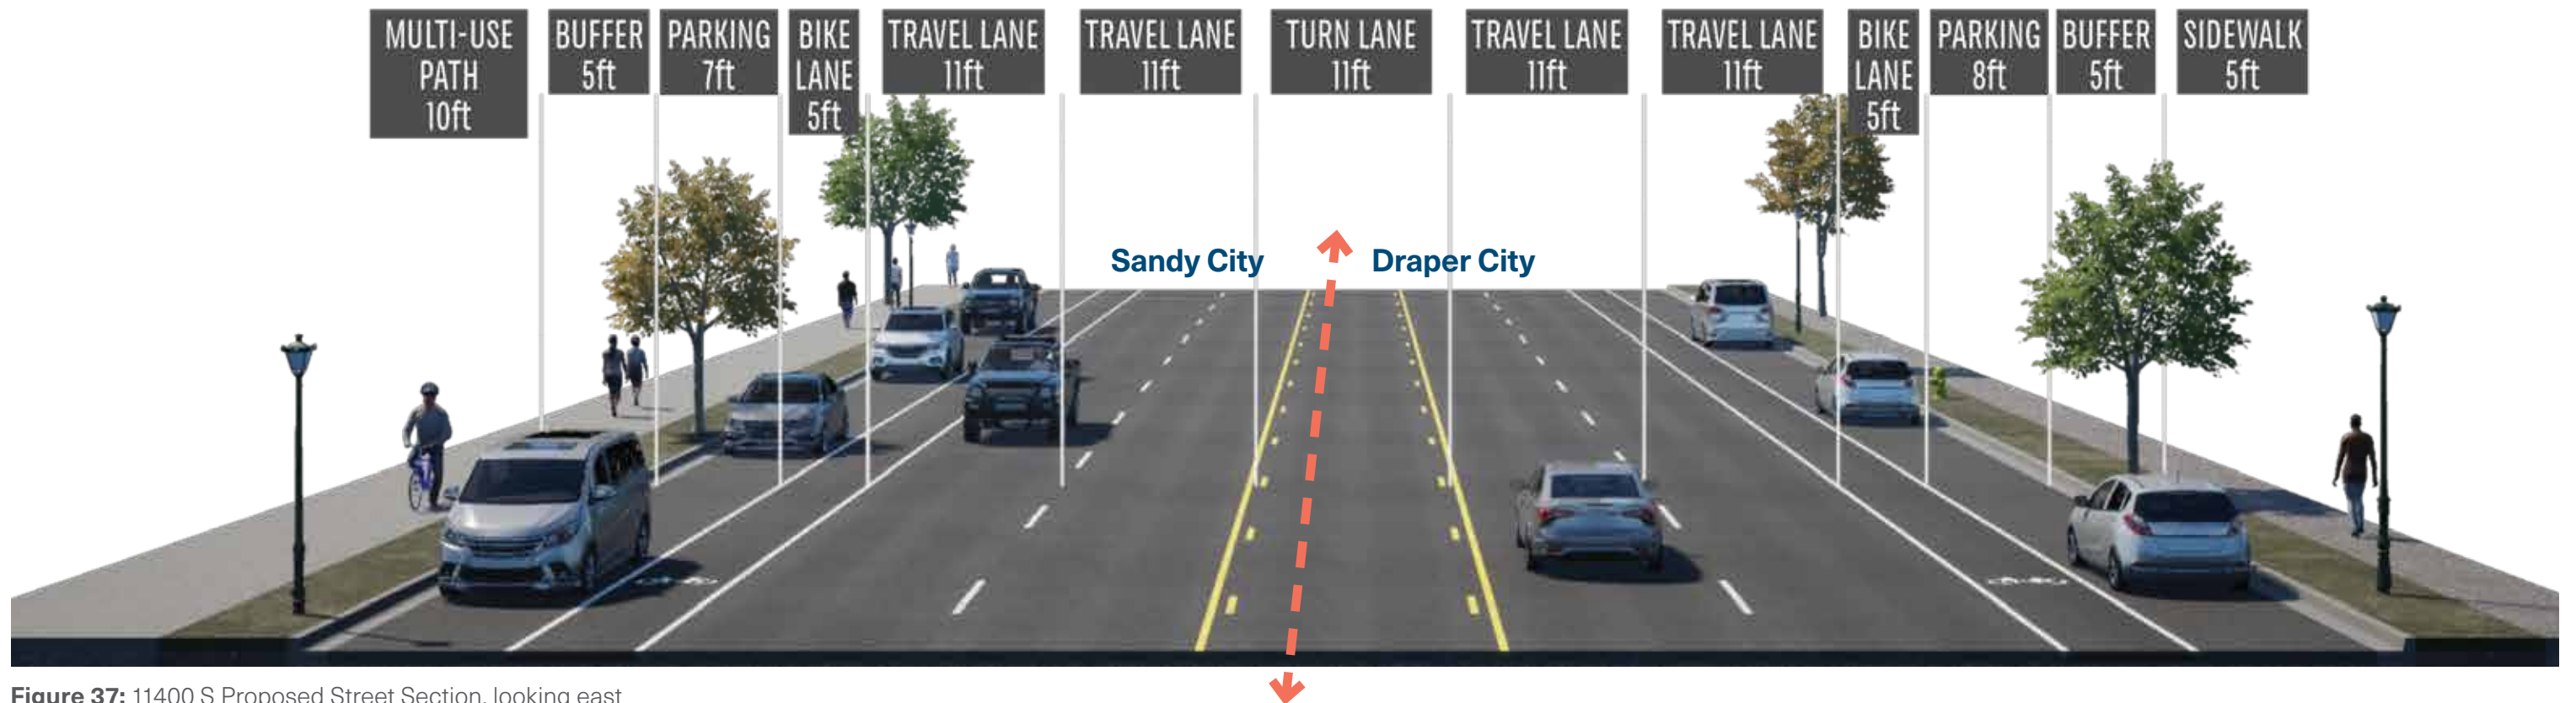 MULTI-USE
PATH
10ft
BUFFER
5ft
PARKING
7ft
BIKE
LANE
5ft
TRAVEL LANE
11ft
TRAVEL LANE
11ft
TURN LANE
11ft
TRAVEL LANE
11ft
TRAVEL LANE
11ft
BIKE
LANE
5ft
PARKING
8ft
BUFFER
5ft
SIDEWALK
5ft
Sandy City
Draper City
Figure 37: 11400 S Proposed Street Section, looking east